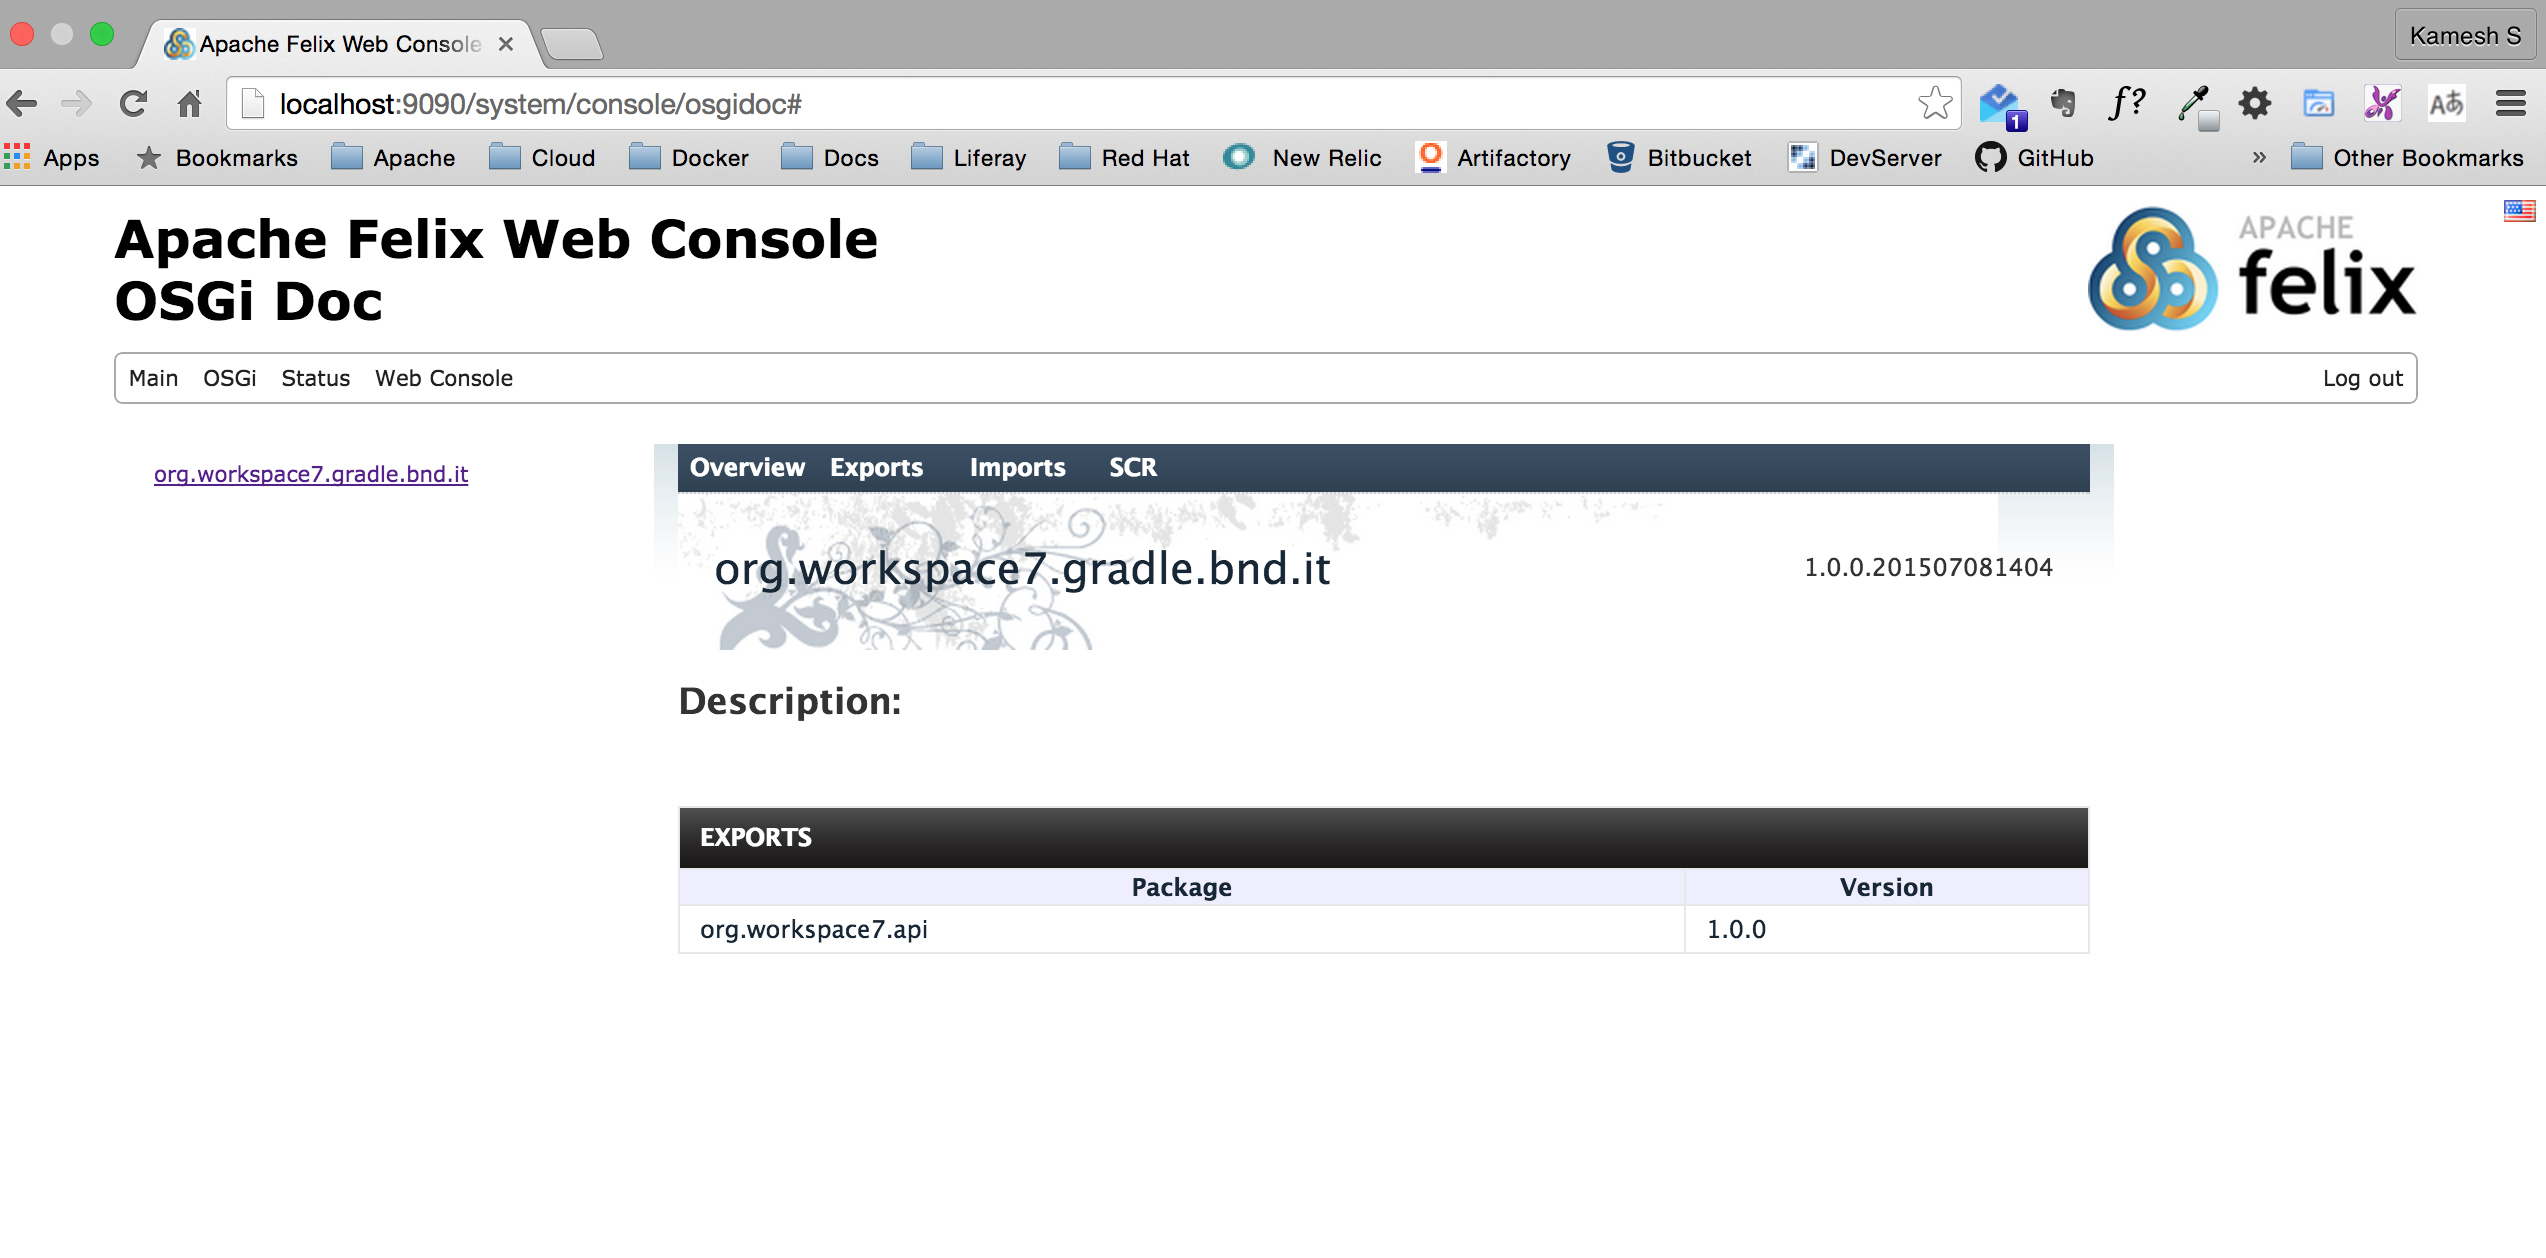 Apache Felix Web Console
Kamesh S
localhost:9090/system/console/osgidoc#
f?
1
Aあ
Apps Bookmarks Apache Cloud Docker Docs Liferay Red Hat New Relic Artifactory Bitbucket DevServer GitHub » Other Bookmarks
Apache Felix Web Console
OSGi Doc
APACHE
felix
Main OSGi Status Web Console Log out
org.workspace7.gradle.bnd.it
Overview Exports Imports SCR
org.workspace7.gradle.bnd.it 1.0.0.201507081404
Description:
EXPORTS
Package Version
org.workspace7.api 1.0.0